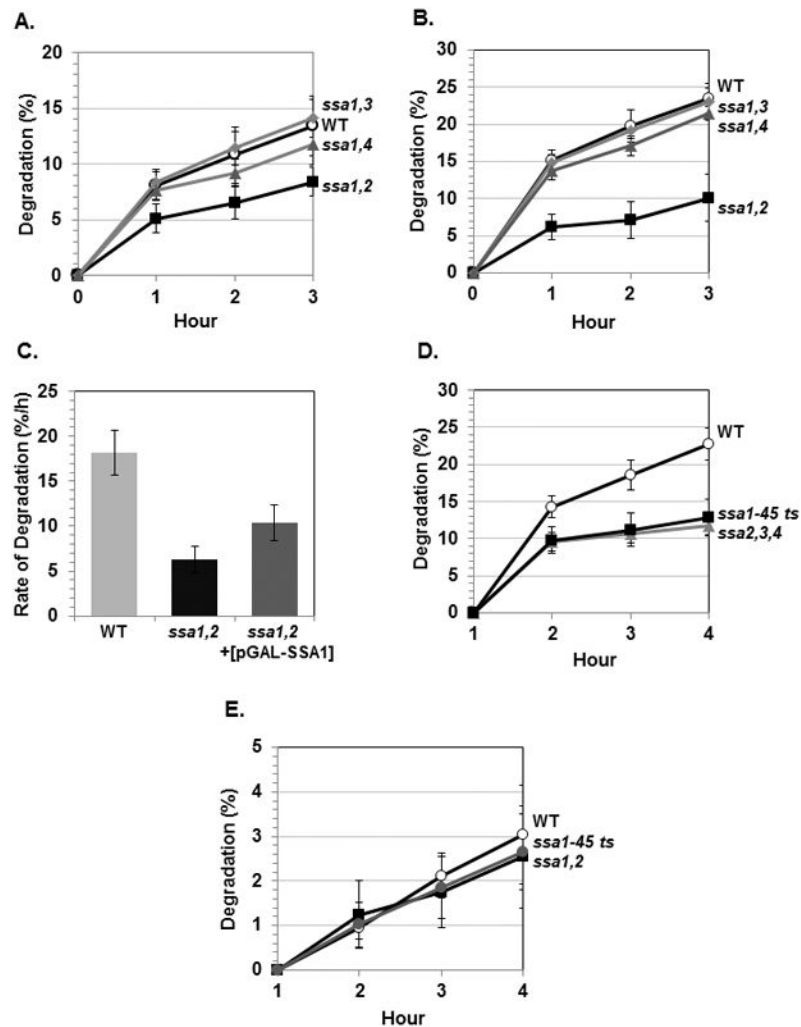 A.
Degradation (%)
20
15
10
5
0
0 1 2 3
Hour
ssa1,3
WT
ssa1,4
ssa1,2
B.
Degradation (%)
30
25
20
15
10
5
0
0 1 2 3
Hour
WT
ssa1,3
ssa1,4
ssa1,2
C.
Rate of Degradation (%/h)
25
20
15
10
5
0
WT ssa1,2 ssa1,2
+[pGAL-SSA1]
D.
Degradation (%)
30
25
20
15
10
5
0
1 2 3 4
Hour
WT
ssa1-45 ts
ssa2,3,4
E.
Degradation (%)
5
4
3
2
1
0
1 2 3 4
Hour
WT
ssa1-45 ts
ssa1,2